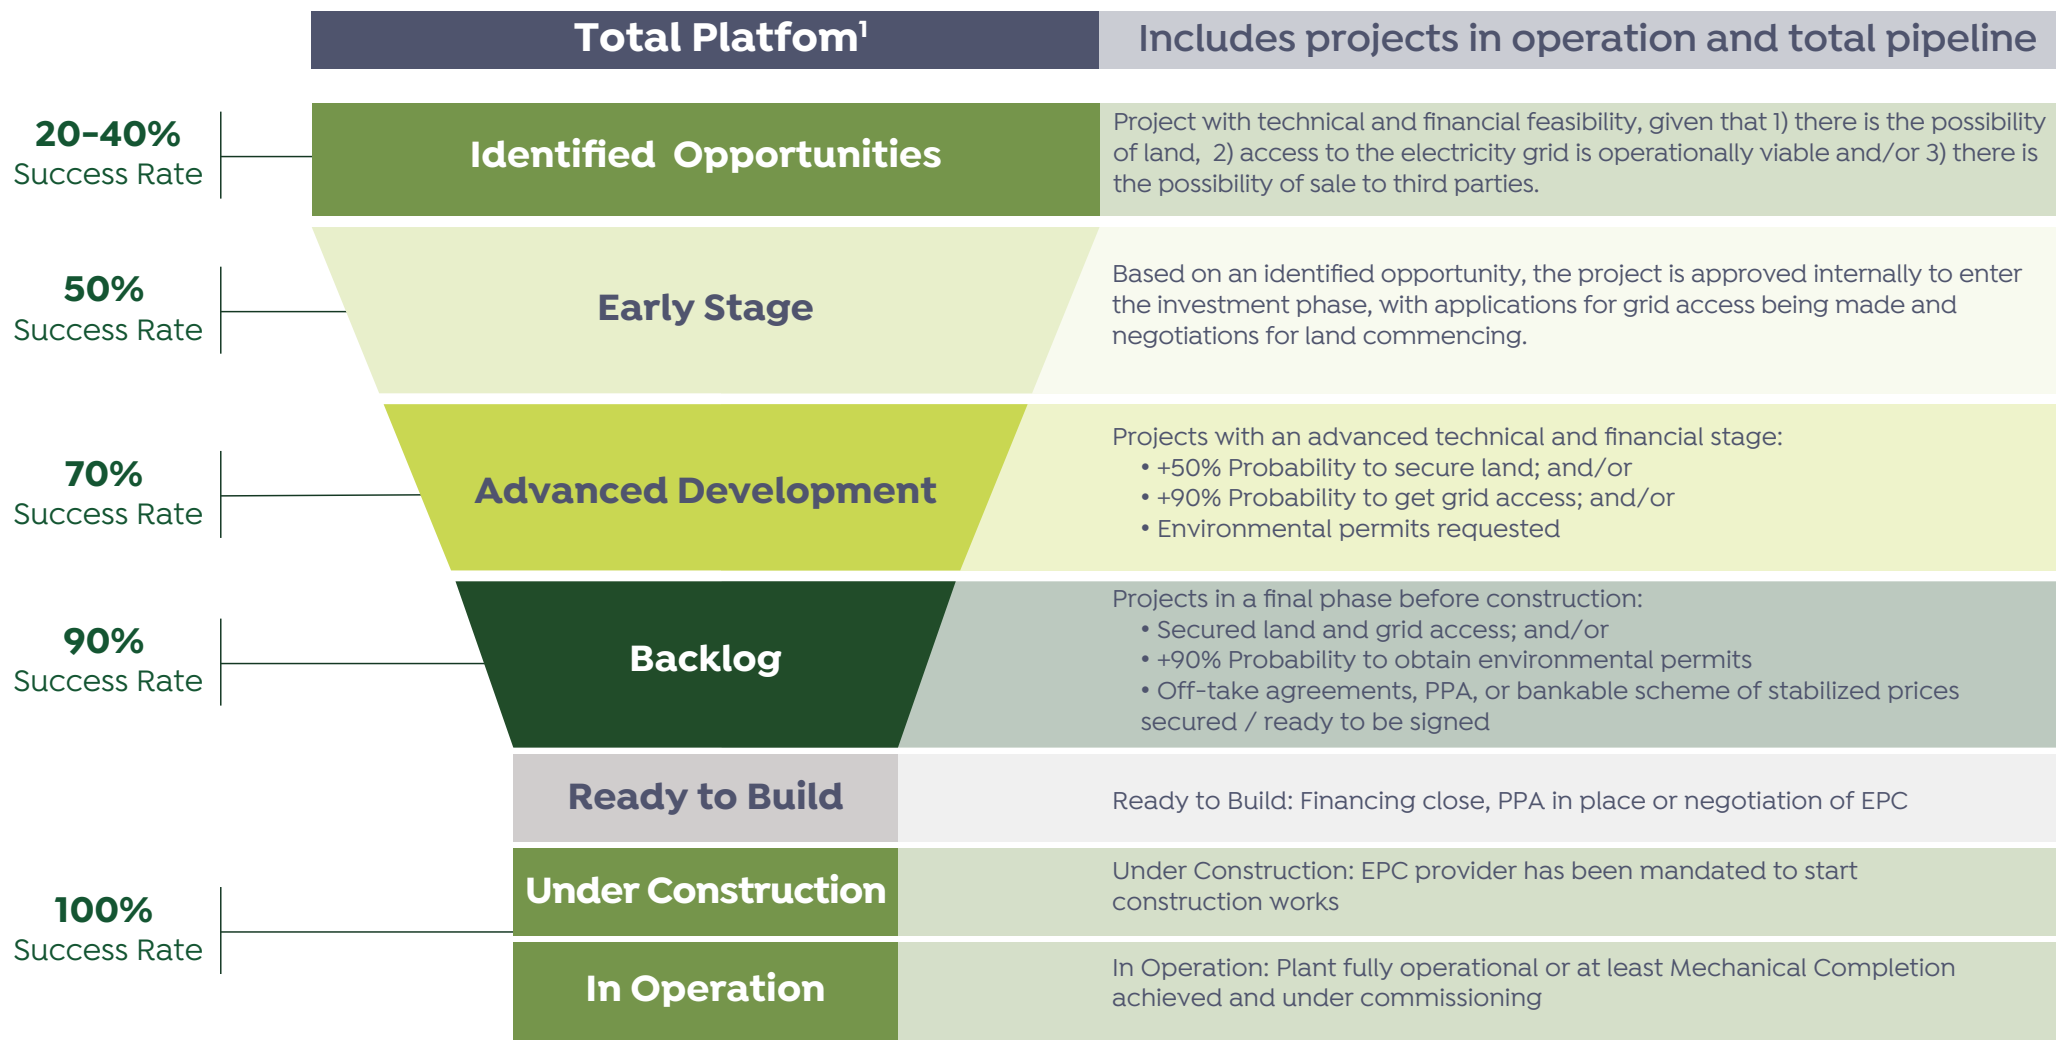 Total Platfom¹
Includes projects in operation and total pipeline
20-40%
Success Rate
Identified Opportunities
Project with technical and financial feasibility, given that 1) there is the possibility
of land, 2) access to the electricity grid is operationally viable and/or 3) there is
the possibility of sale to third parties.
50%
Success Rate
Early Stage
Based on an identified opportunity, the project is approved internally to enter
the investment phase, with applications for grid access being made and
negotiations for land commencing.
70%
Success Rate
Advanced Development
Projects with an advanced technical and financial stage:
• +50% Probability to secure land; and/or
• +90% Probability to get grid access; and/or
• Environmental permits requested
90%
Success Rate
Backlog
Projects in a final phase before construction:
• Secured land and grid access; and/or
• +90% Probability to obtain environmental permits
• Off-take agreements, PPA, or bankable scheme of stabilized prices
secured / ready to be signed
Ready to Build
Ready to Build: Financing close, PPA in place or negotiation of EPC
100%
Success Rate
Under Construction
Under Construction: EPC provider has been mandated to start
construction works
In Operation
In Operation: Plant fully operational or at least Mechanical Completion
achieved and under commissioning